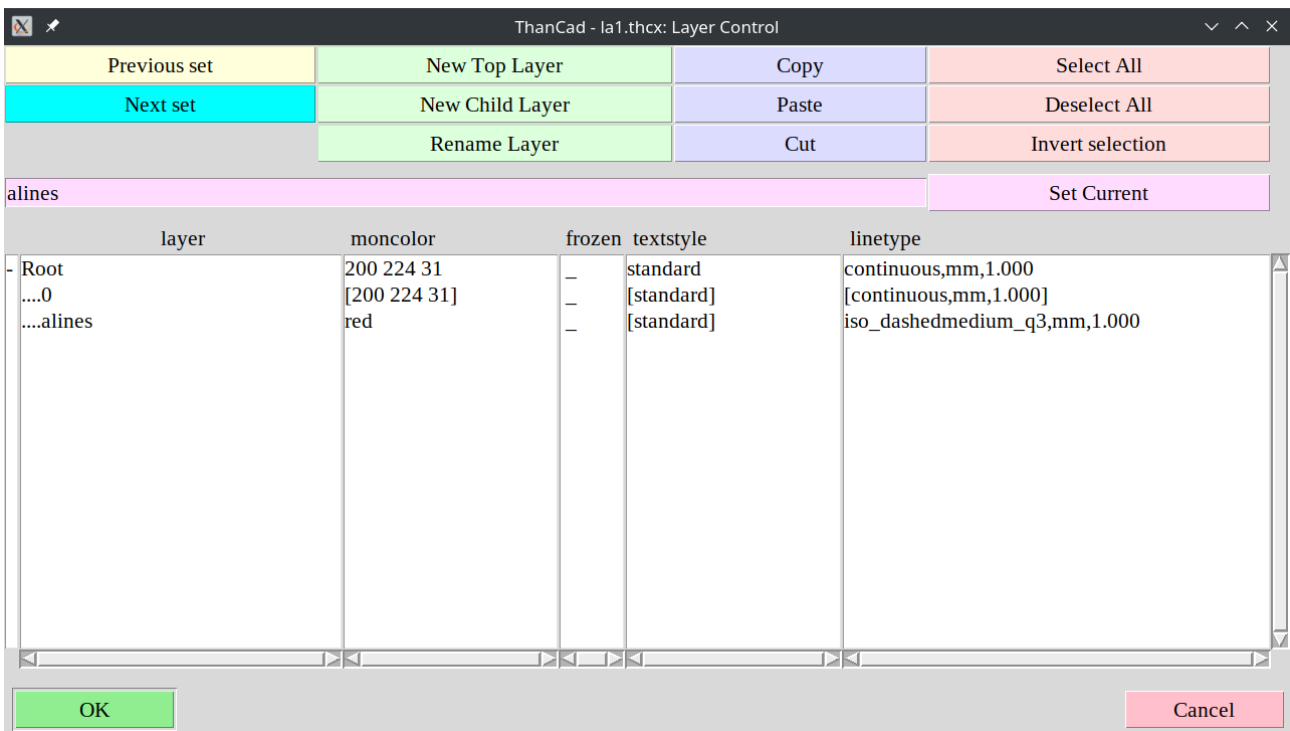 ThanCad - la1.thcx: Layer Control
Previous set New Top Layer Copy Select All
Next set New Child Layer Paste Deselect All
Rename Layer Cut Invert selection
alines Set Current
layer moncolor frozen textstyle linetype
- Root 200 224 31 _ standard continuous,mm,1.000
....0 [200 224 31] _ [standard] [continuous,mm,1.000]
....alines red _ [standard] iso_dashedmedium_q3,mm,1.000
OK Cancel